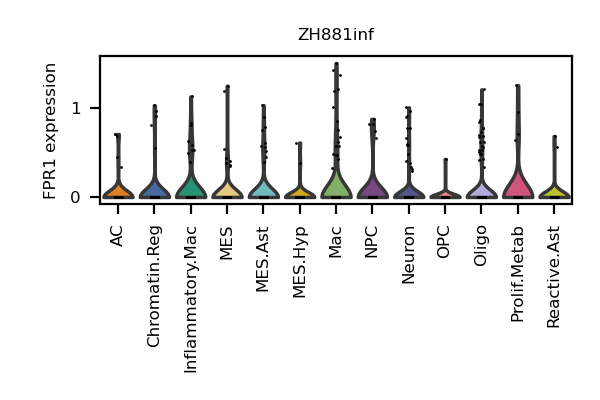 ZH881inf
FPR1 expression
1
0
AC
Chromatin.Reg
Inflammatory.Mac
MES
MES.Ast
MES.Hyp
Mac
NPC
Neuron
OPC
Oligo
Prolif.Metab
Reactive.Ast